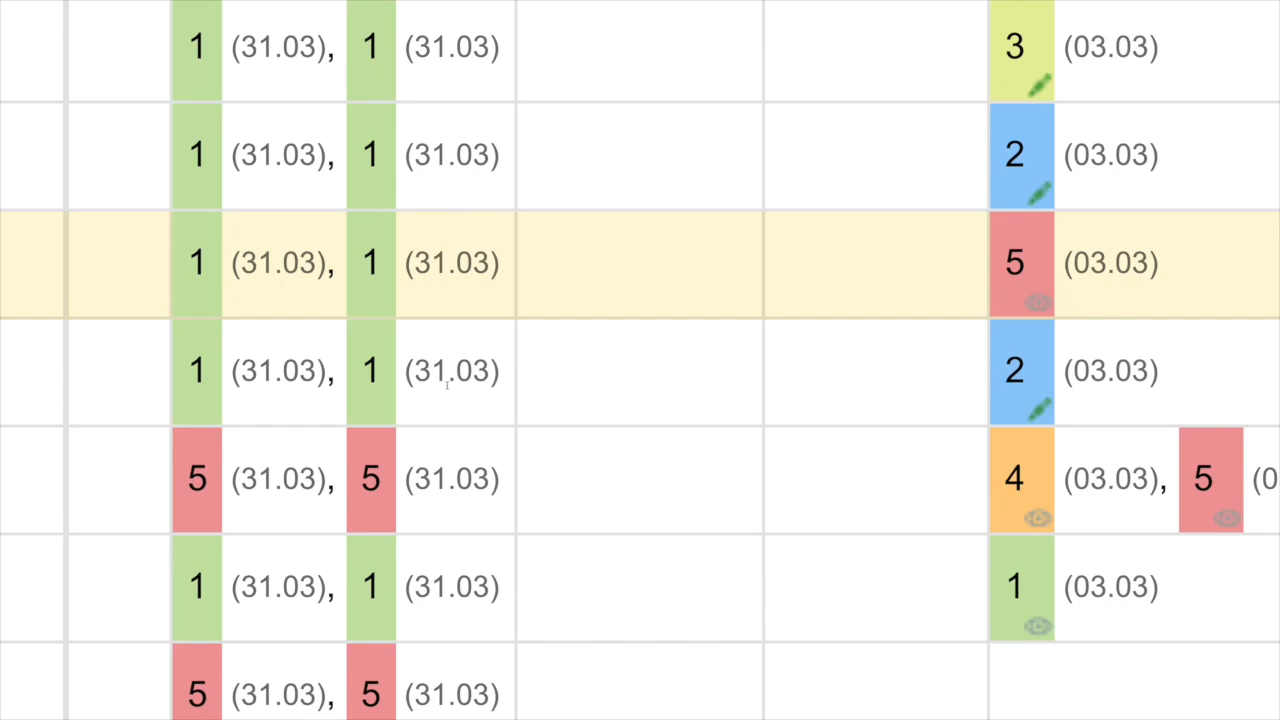 1 (31.03), 1 (31.03) 3 (03.03)
1 (31.03), 1 (31.03) 2 (03.03)
1 (31.03), 1 (31.03) 5 (03.03)
1 (31.03), 1 (31.03) 2 (03.03)
5 (31.03), 5 (31.03) 4 (03.03), 5 (0
1 (31.03), 1 (31.03) 1 (03.03)
5 (31.03), 5 (31.03)